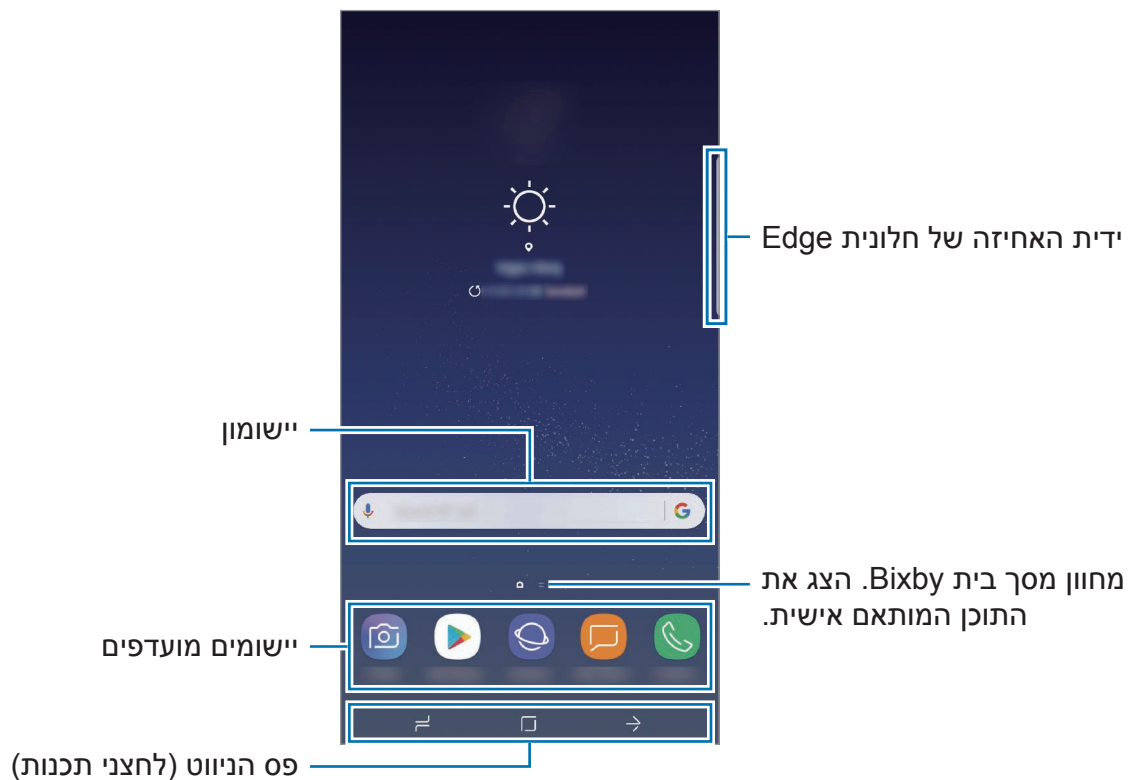 ידית האחיזה של חלונית Edge
יישומון
מחוון מסך בית Bixby. הצג את
התוכן המותאם אישית.
יישומים מועדפים
פס הניווט (לחצני תכנות)